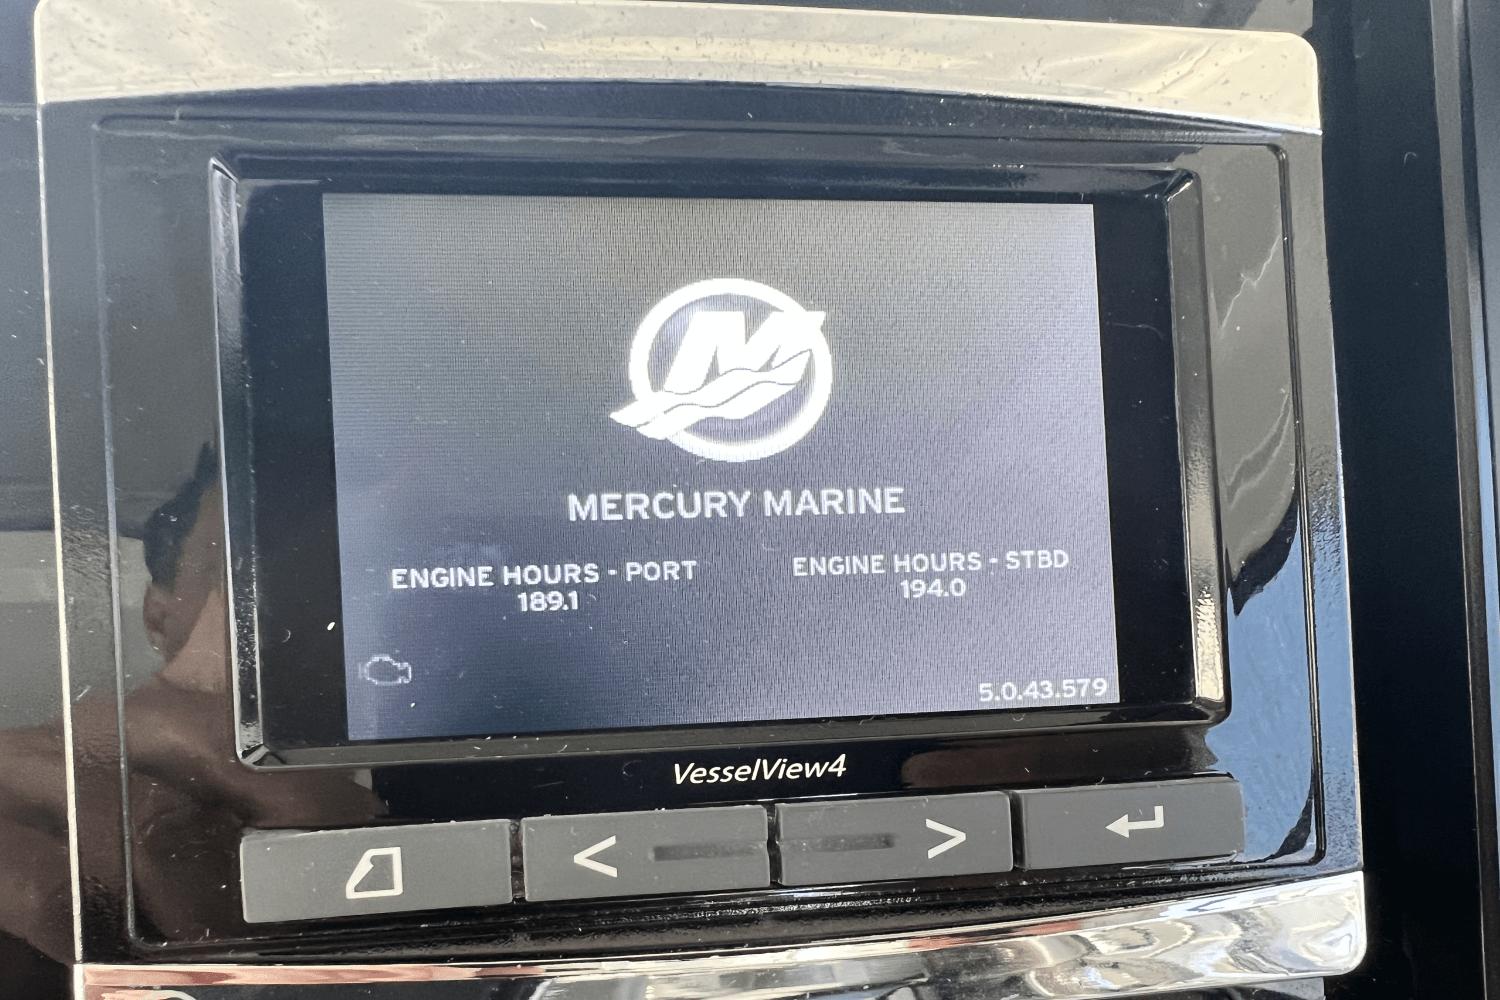 M
MERCURY MARINE
ENGINE HOURS - PORT
189.1
ENGINE HOURS - STBD
194.0
5.0.43.579
VesselView4
< >